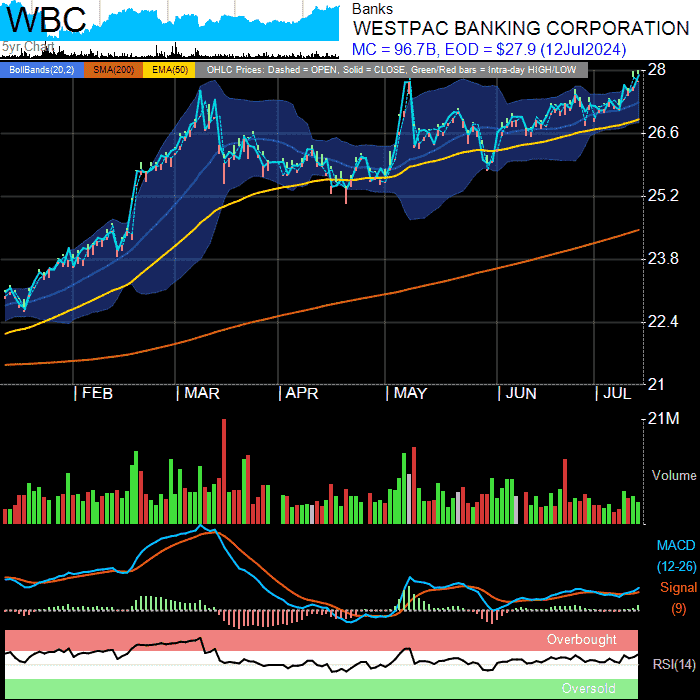 WBC
5yr Chart
Banks
WESTPAC BANKING CORPORATION
MC = 96.7B, EOD = $27.9 (12Jul2024)
BollBands(20,2) SMA(200) EMA(50) OHLC Prices: Dashed = OPEN, Solid = CLOSE, Green/Red bars = Intra-day HIGH/LOW
28
26.6
25.2
23.8
22.4
21
| FEB | MAR | APR | MAY | JUN | JUL
21M
Volume
MACD
(12-26)
Signal
(9)
Overbought
RSI(14)
Oversold